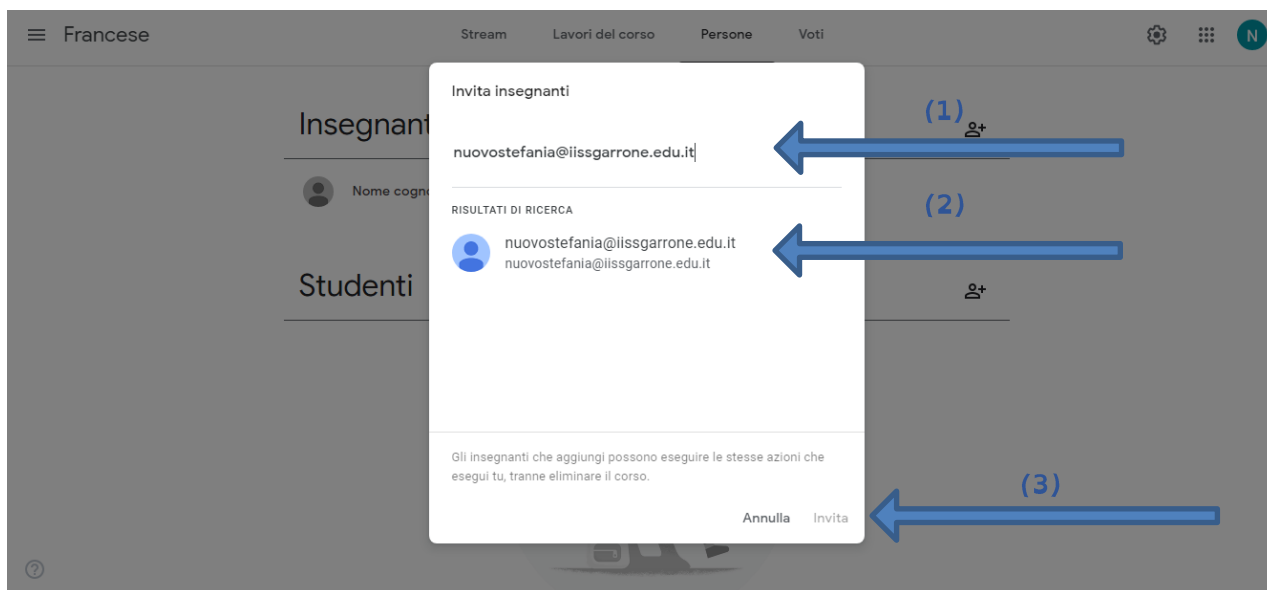 Francese
Stream Lavori del corso Persone Voti
N
Invita insegnanti
(1)
Insegnant
nuovostefania@iissgarrone.edu.it
Nome cogno
(2)
RISULTATI DI RICERCA
nuovostefania@iissgarrone.edu.it
nuovostefania@iissgarrone.edu.it
Studenti
Gli insegnanti che aggiungi possono eseguire le stesse azioni che
esegui tu, tranne eliminare il corso.
(3)
Annulla Invita